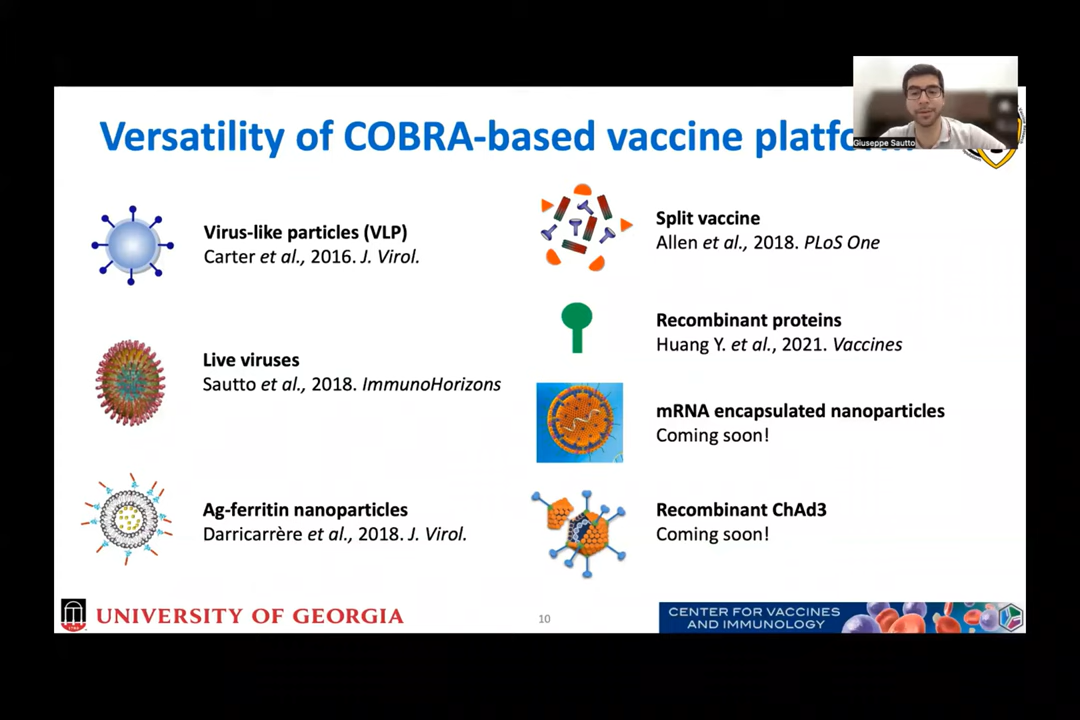 Versatility of COBRA-based vaccine platform
Giuseppe Sautto
Virus-like particles (VLP)
Carter et al., 2016. J. Virol.
Live viruses
Sautto et al., 2018. ImmunoHorizons
Ag-ferritin nanoparticles
Darricarrère et al., 2018. J. Virol.
Split vaccine
Allen et al., 2018. PLoS One
Recombinant proteins
Huang Y. et al., 2021. Vaccines
mRNA encapsulated nanoparticles
Coming soon!
Recombinant ChAd3
Coming soon!
UNIVERSITY OF GEORGIA
10
CENTER FOR VACCINES
AND IMMUNOLOGY